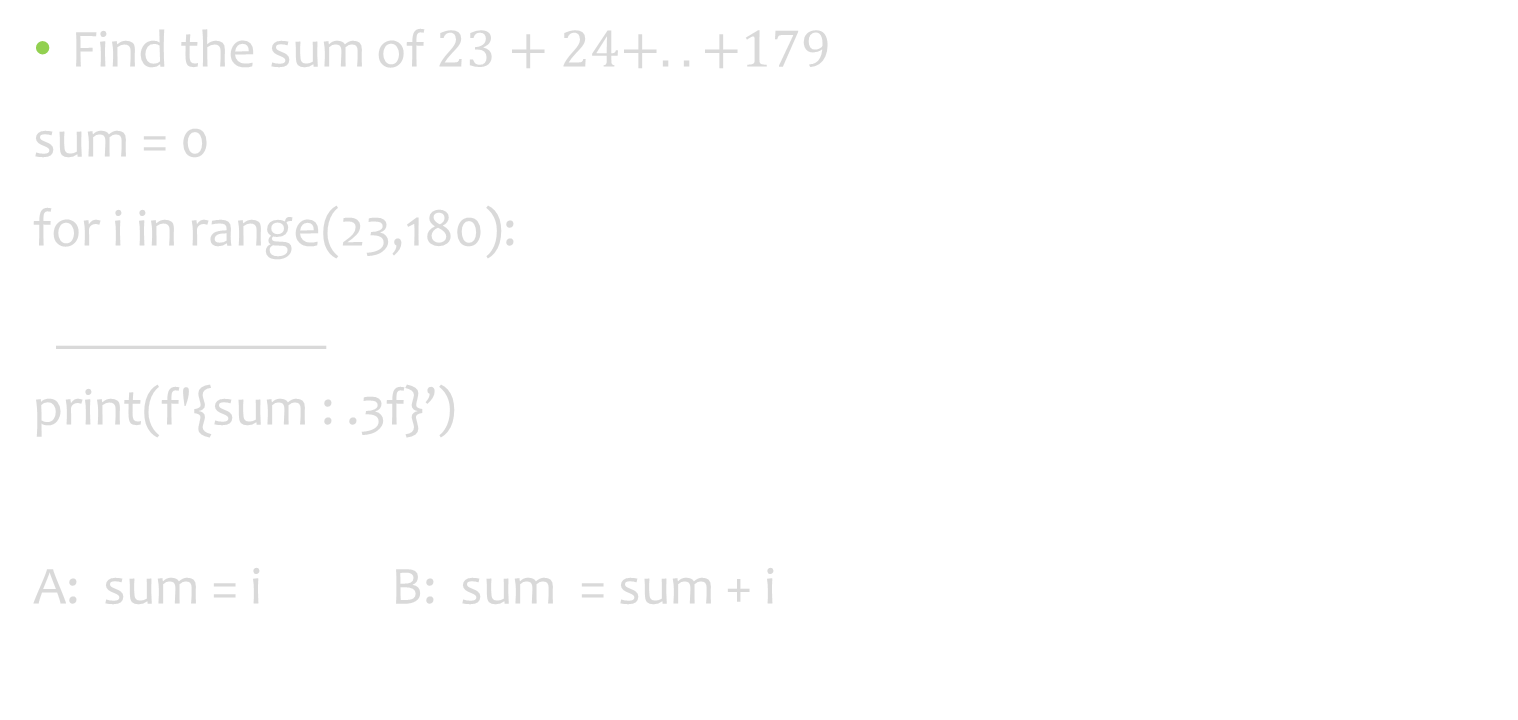 • Find the sum of 23 + 24+. . +179
sum = 0
for i in range(23,180):
_______________
print(f'{sum : .3f}’)
A: sum = i B: sum = sum + i